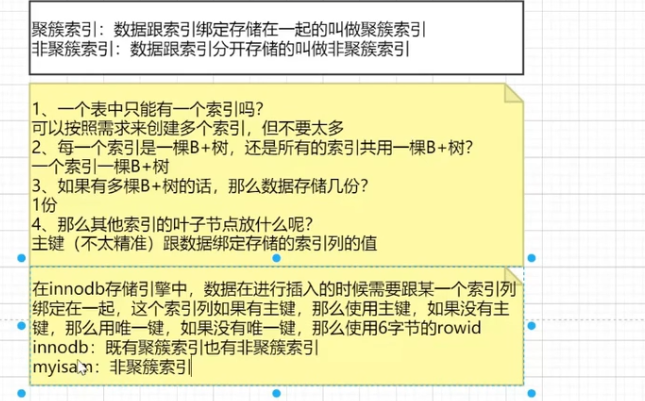 聚簇索引：数据跟索引绑定存储在一起的叫做聚簇索引
非聚簇索引：数据跟索引分开存储的叫做非聚簇索引
1、一个表中只能有一个索引吗？
可以按照需求来创建多个索引，但不要太多
2、每一个索引是一棵B+树，还是所有的索引共用一棵B+树？
一个索引一棵B+树
3、如果有多棵B+树的话，那么数据存储几份？
1份
4、那么其他索引的叶子节点放什么呢？
主键（不太精准）跟数据绑定存储的索引列的值
在innodb存储引擎中，数据在进行插入的时候需要跟某一个索引列
绑定在一起，这个索引列如果有主键，那么使用主键，如果没有主
键，那么用唯一键，如果没有唯一键，那么使用6字节的rowid
innodb：既有聚簇索引也有非聚簇索引
myisam：非聚簇索引